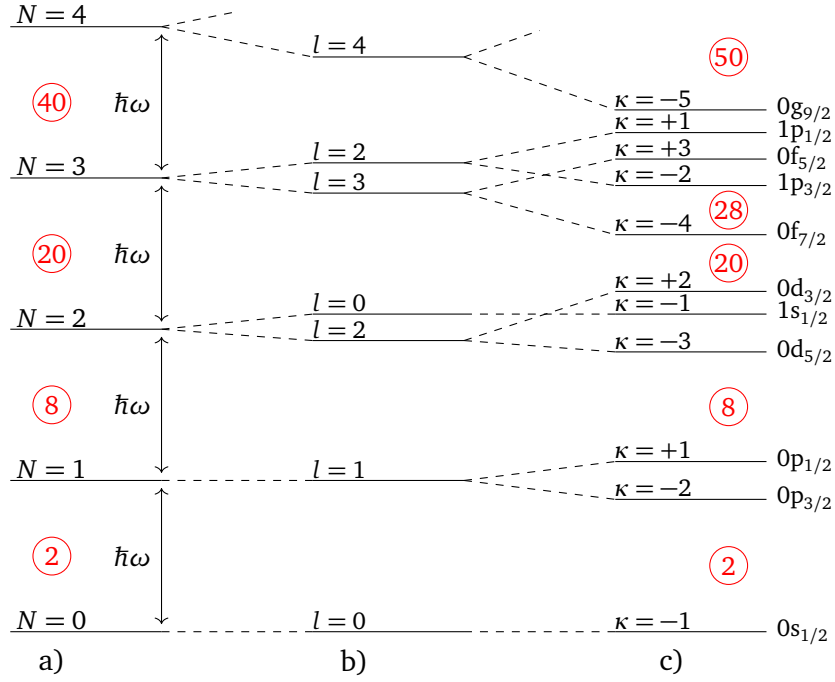 N = 4
l = 4
50
κ = −5
0g9/2
40
ħω
κ = +1
1p1/2
l = 2
κ = +3
0f5/2
N = 3
κ = −2
1p3/2
l = 3
28
κ = −4
0f7/2
20
ħω
20
κ = +2
0d3/2
l = 0
κ = −1
1s1/2
N = 2
l = 2
κ = −3
0d5/2
8
ħω
8
κ = +1
0p1/2
N = 1
l = 1
κ = −2
0p3/2
2
ħω
2
N = 0
l = 0
κ = −1
0s1/2
a)
b)
c)